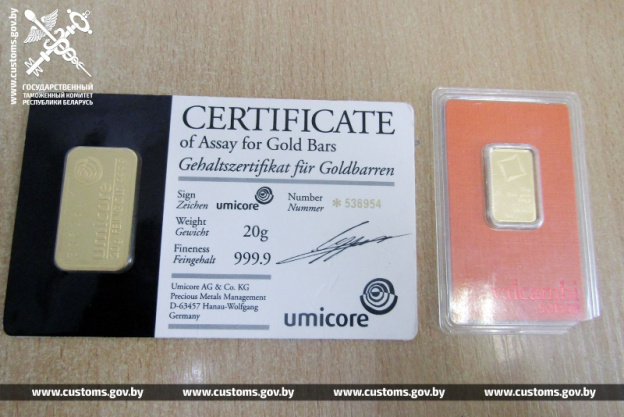 www.customs.gov.by
ГОСУДАРСТВЕННЫЙ
ТАМОЖЕННЫЙ КОМИТЕТ
РЕСПУБЛИКИ БЕЛАРУСЬ
umicore
CERTIFICATE
of Assay for Gold Bars
Gehaltszertifikat für Goldbarren
Sign
Zeichen
umicore
Number
Nummer
* 538954
Weight
Gewicht
20g
Fineness
Feingehalt
999.9
Umicore AG & Co. KG
Precious Metals Management
D-63457 Hanau-Wolfgang
Germany
umicore
www.customs.gov.by
www.customs.gov.by
www.customs.gov.by
www.customs.gov.by